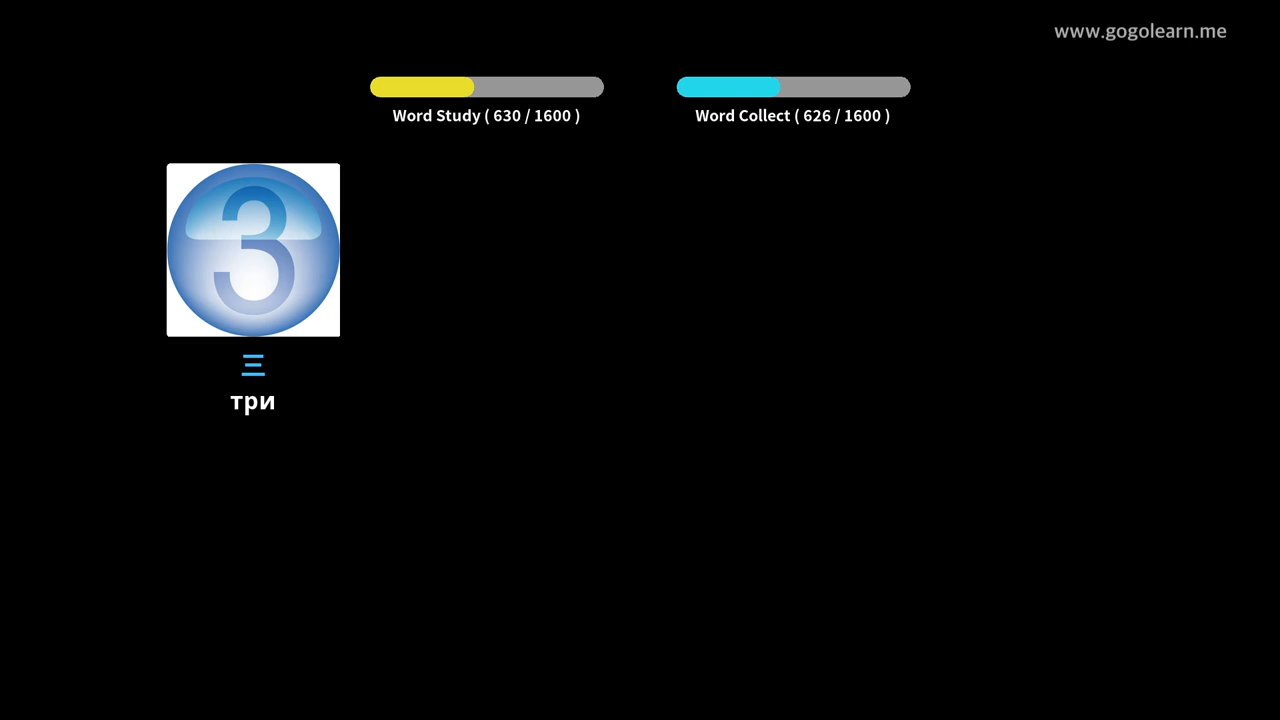 www.gogolearn.me
Word Study ( 630 / 1600 )
Word Collect ( 626 / 1600 )
3
三
три